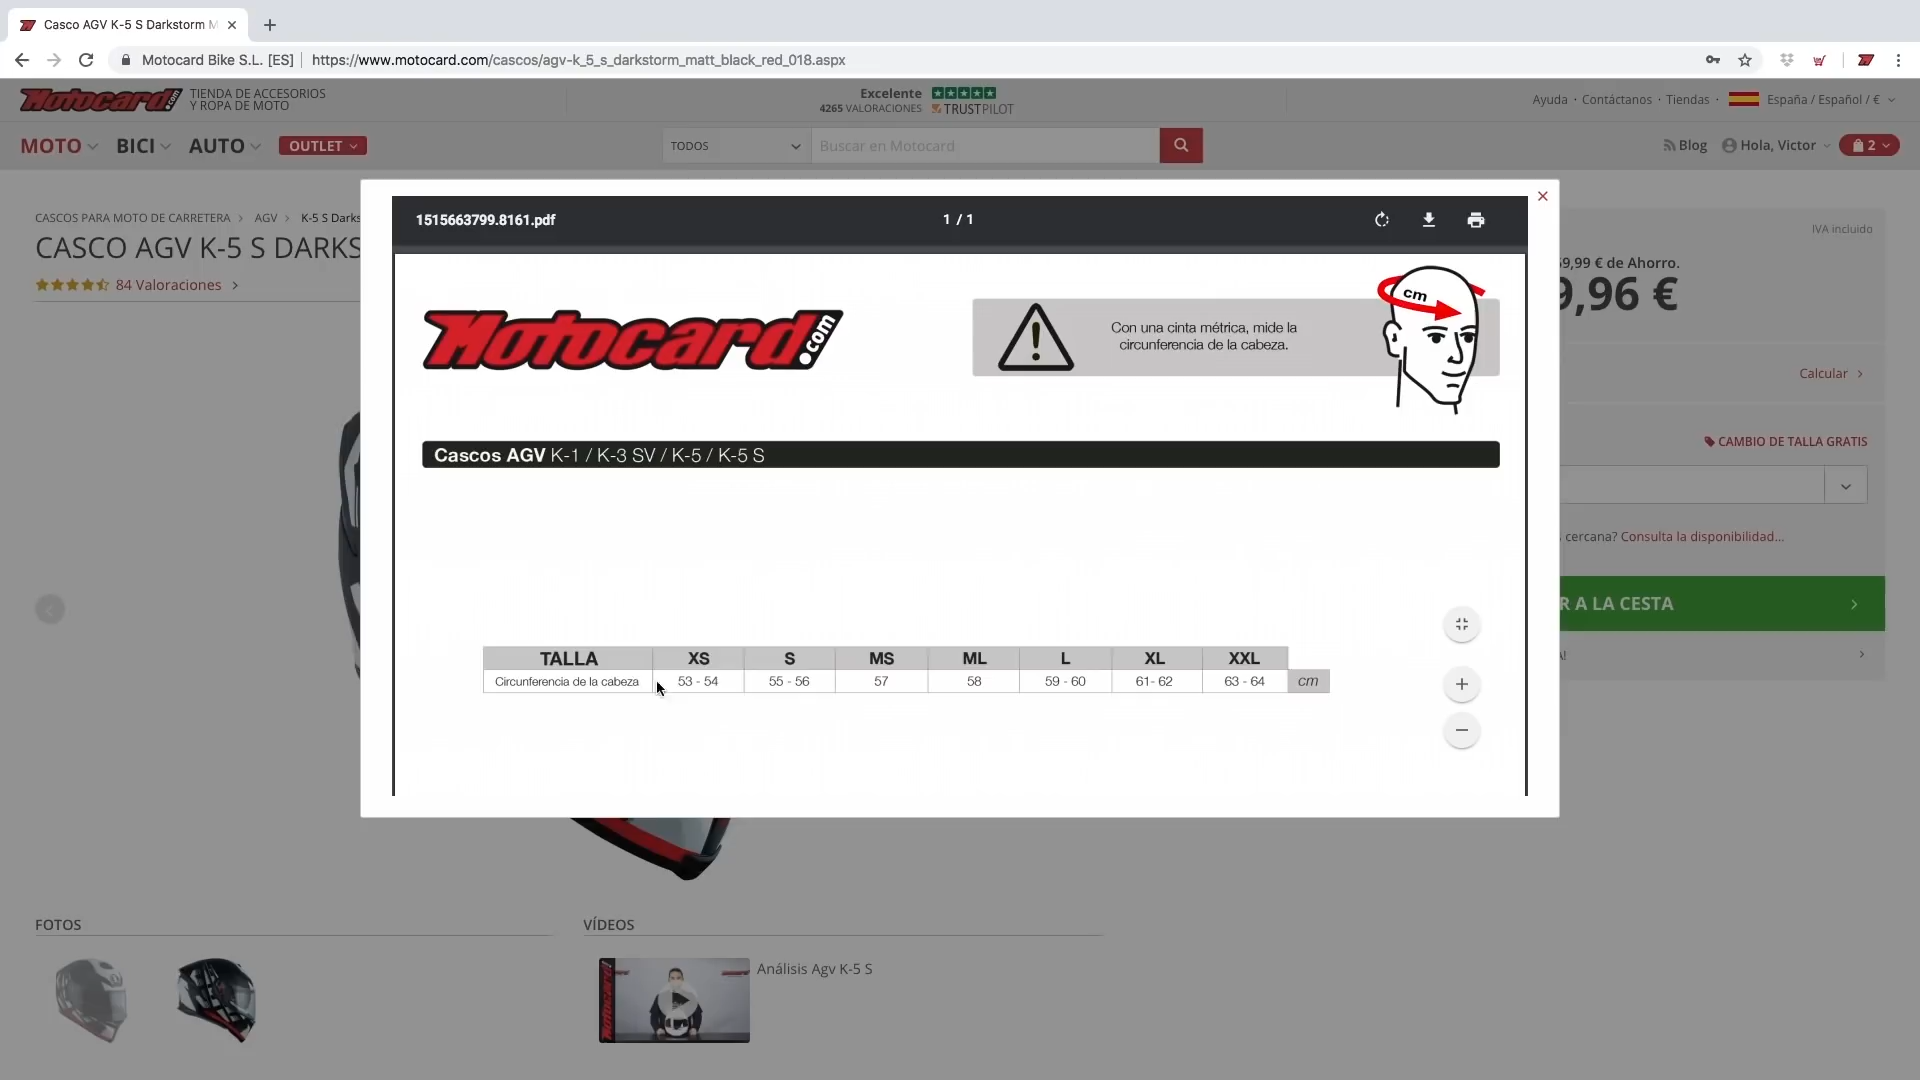 Casco AGV K-5 S Darkstorm M
Motocard Bike S.L. [ES]
https://www.motocard.com/cascos/agv-k_5_s_darkstorm_matt_black_red_018.aspx
Motocard.com
TIENDA DE ACCESORIOS
Y ROPA DE MOTO
Excelente
4265 VALORACIONES
TRUSTPILOT
Ayuda · Contáctanos · Tiendas · España / Español / €
MOTO
BICI
AUTO
OUTLET
TODOS
Buscar en Motocard
Blog
Hola, Victor
2
CASCOS PARA MOTO DE CARRETERA > AGV > K-5 S Darks
CASCO AGV K-5 S DARKS
84 Valoraciones
IVA incluido
9,99 € de Ahorro.
9,96 €
Calcular
CAMBIO DE TALLA GRATIS
cercana? Consulta la disponibilidad...
R A LA CESTA
1515663799.8161.pdf
1 / 1
Motocard.com
Con una cinta métrica, mide la
circunferencia de la cabeza.
cm
Cascos AGV K-1 / K-3 SV / K-5 / K-5 S
TALLA XS S MS ML L XL XXL
Circunferencia de la cabeza 53 - 54 55 - 56 57 58 59 - 60 61- 62 63 - 64 cm
FOTOS
VÍDEOS
Motocard
Análisis Agv K-5 S